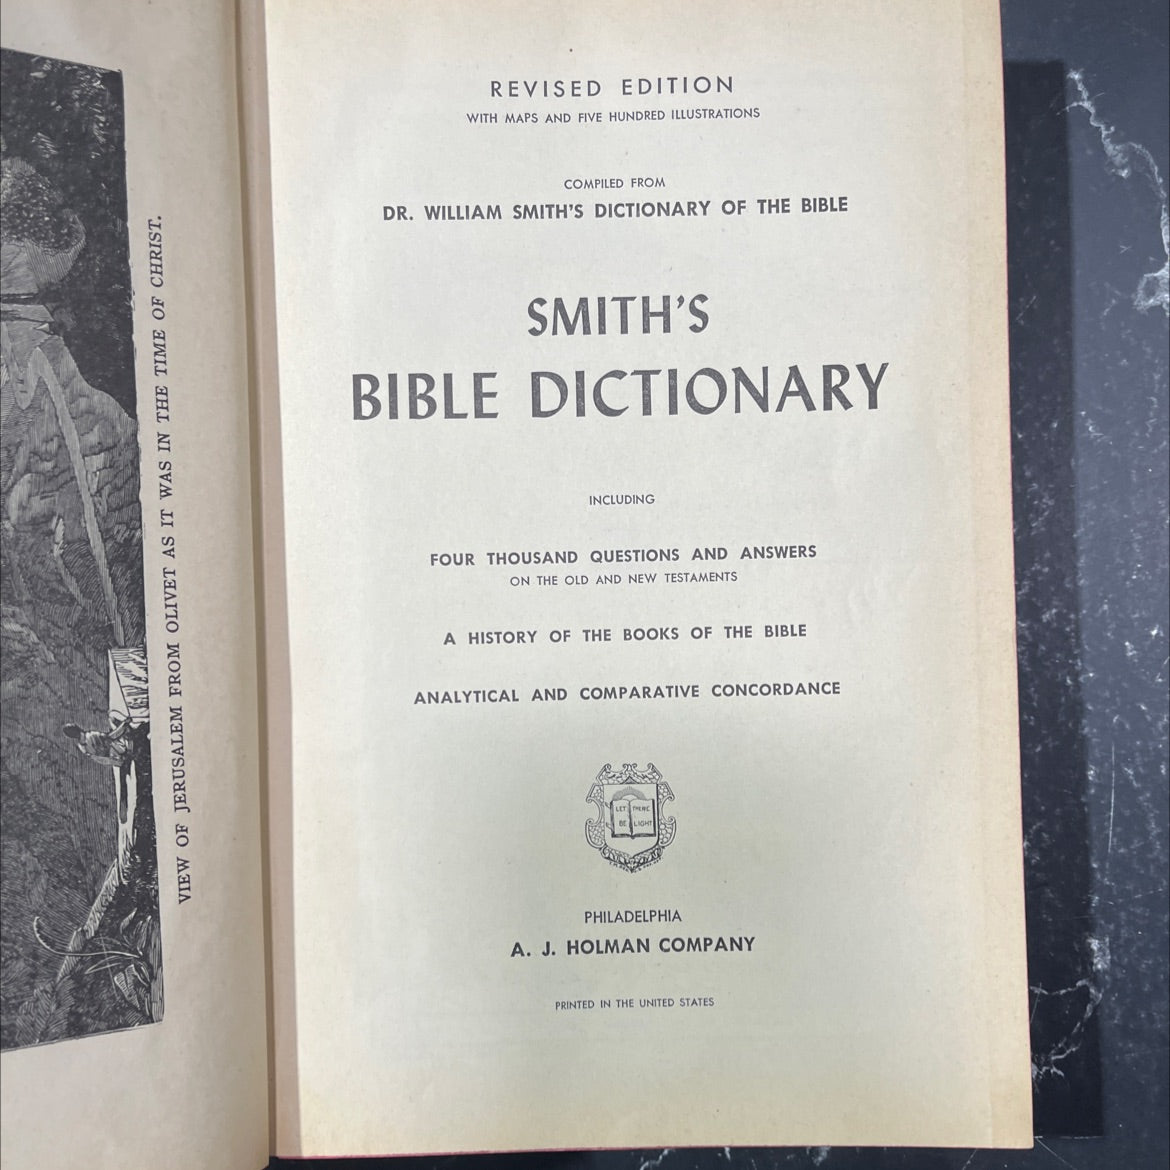 VIEW OF JERUSALEM FROM OLIVET AS IT WAS IN THE TIME OF CHRIST.
REVISED EDITION
WITH MAPS AND FIVE HUNDRED ILLUSTRATIONS
COMPILED FROM
DR. WILLIAM SMITH'S DICTIONARY OF THE BIBLE
SMITH'S
BIBLE DICTIONARY
INCLUDING
FOUR THOUSAND QUESTIONS AND ANSWERS
ON THE OLD AND NEW TESTAMENTS
A HISTORY OF THE BOOKS OF THE BIBLE
ANALYTICAL AND COMPARATIVE CONCORDANCE
LET THERE
BE LIGHT
PHILADELPHIA
A. J. HOLMAN COMPANY
PRINTED IN THE UNITED STATES